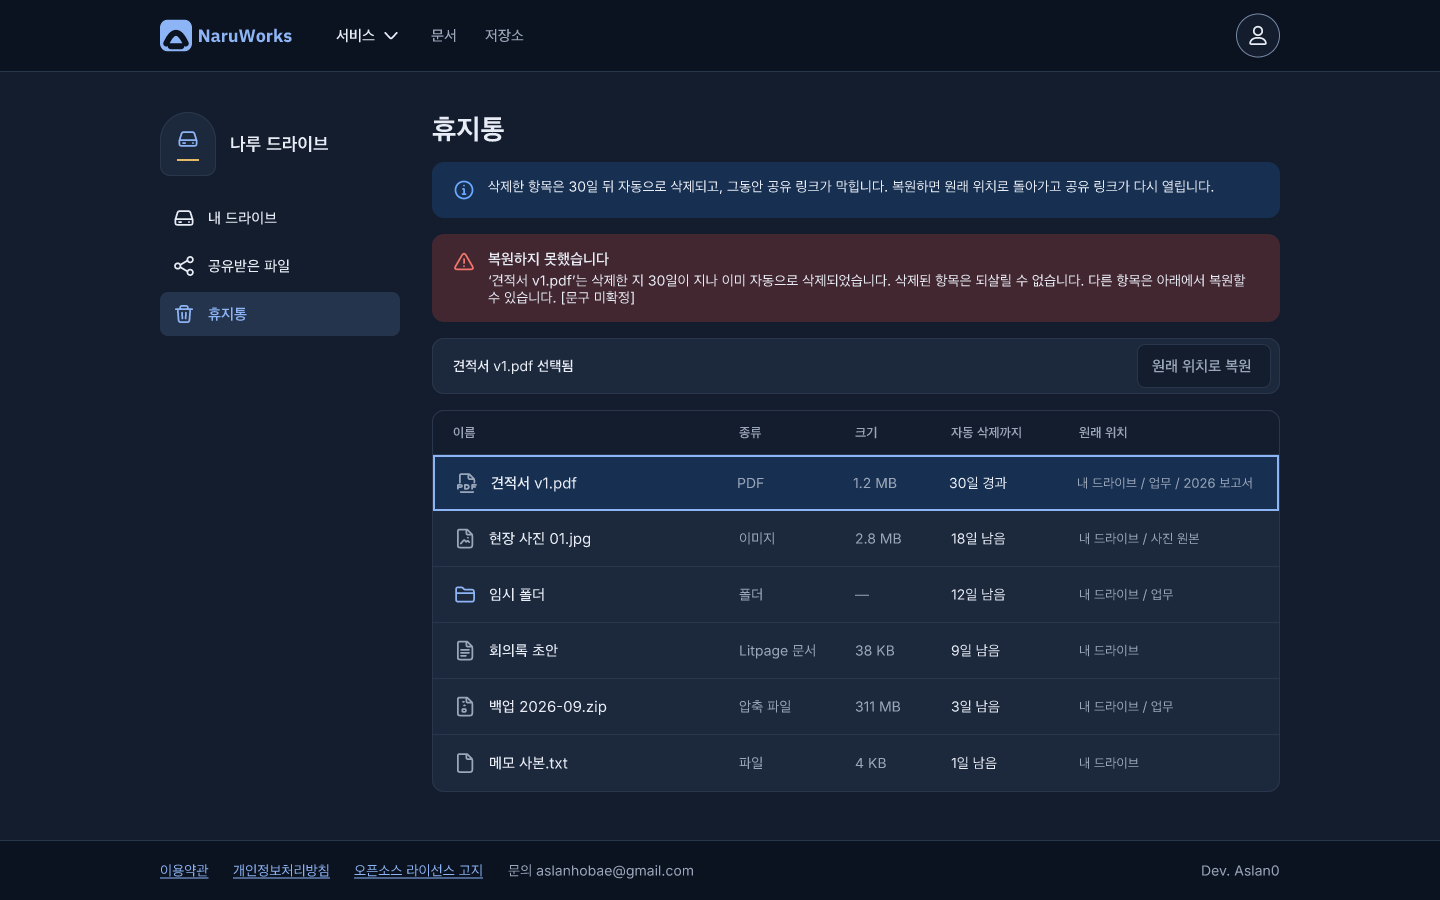 NaruWorks
서비스
문서
저장소
나루 드라이브
내 드라이브
공유받은 파일
휴지통
휴지통
삭제한 항목은 30일 뒤 자동으로 삭제되고, 그동안 공유 링크가 막힙니다. 복원하면 원래 위치로 돌아가고 공유 링크가 다시 열립니다.
복원하지 못했습니다
‘견적서 v1.pdf’는 삭제한 지 30일이 지나 이미 자동으로 삭제되었습니다. 삭제된 항목은 되살릴 수 없습니다. 다른 항목은 아래에서 복원할
수 있습니다. [문구 미확정]
견적서 v1.pdf 선택됨
원래 위치로 복원
이름 종류 크기 자동 삭제까지 원래 위치
PDF 견적서 v1.pdf PDF 1.2 MB 30일 경과 내 드라이브 / 업무 / 2026 보고서
현장 사진 01.jpg 이미지 2.8 MB 18일 남음 내 드라이브 / 사진 원본
임시 폴더 폴더 — 12일 남음 내 드라이브 / 업무
회의록 초안 Litpage 문서 38 KB 9일 남음 내 드라이브
백업 2026-09.zip 압축 파일 311 MB 3일 남음 내 드라이브 / 업무
메모 사본.txt 파일 4 KB 1일 남음 내 드라이브
이용약관 개인정보처리방침 오픈소스 라이선스 고지 문의 aslanhobae@gmail.com Dev. Aslan0